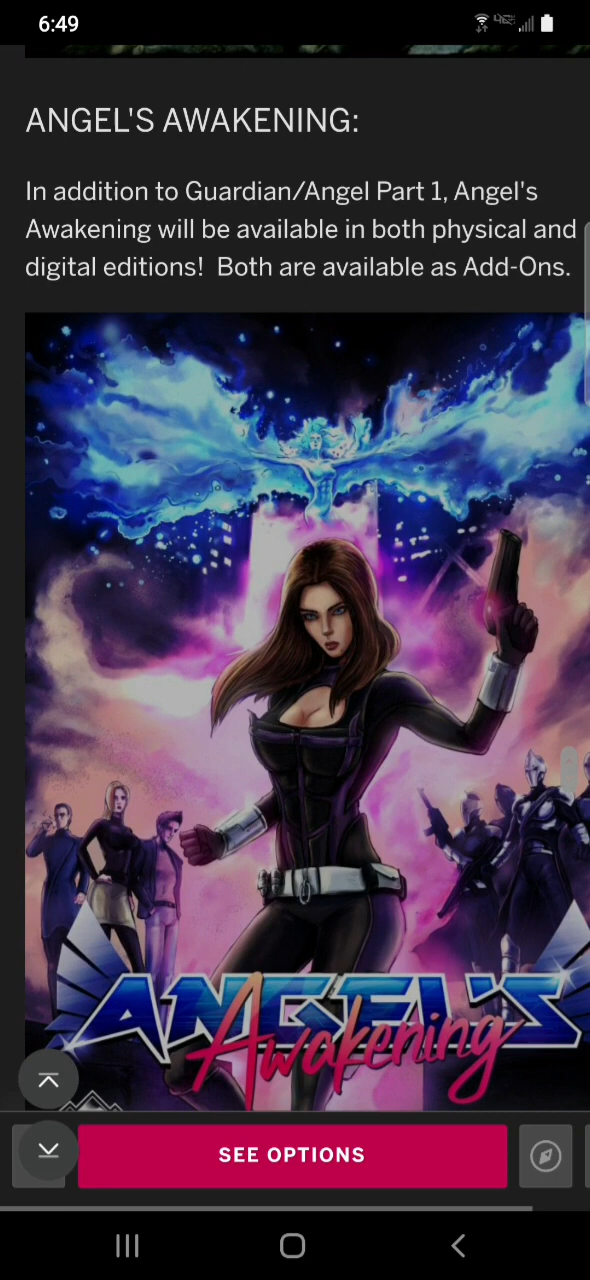 6:49
ANGEL'S AWAKENING:
In addition to Guardian/Angel Part 1, Angel's
Awakening will be available in both physical and
digital editions!  Both are available as Add-Ons.
ANGEL'S
Awakening
SEE OPTIONS